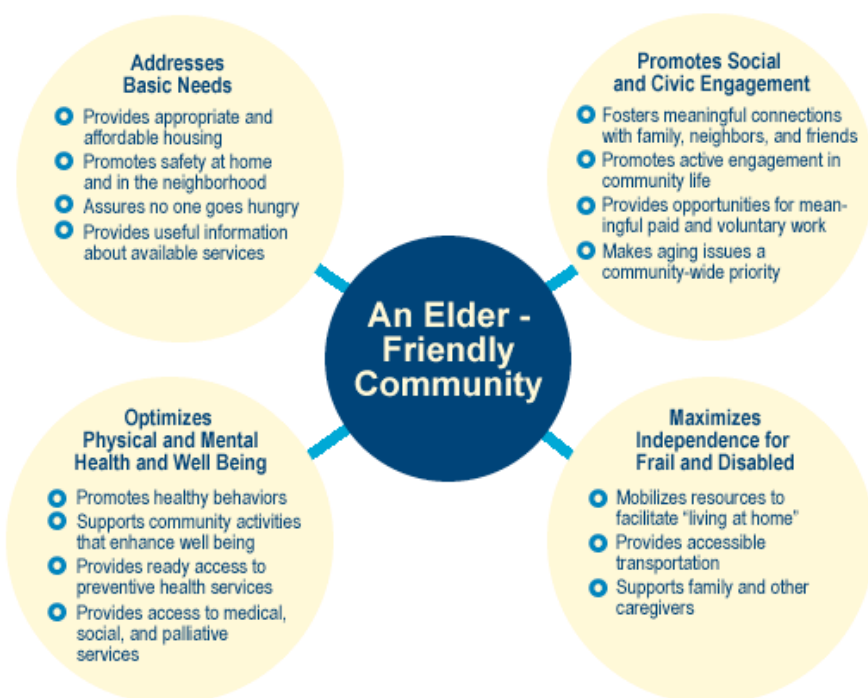 Addresses
Basic Needs
Provides appropriate and
affordable housing
Promotes safety at home
and in the neighborhood
Assures no one goes hungry
Provides useful information
about available services
Promotes Social
and Civic Engagement
Fosters meaningful connections
with family, neighbors, and friends
Promotes active engagement in
community life
Provides opportunities for mean-
ingful paid and voluntary work
Makes aging issues a
community-wide priority
An Elder -
Friendly
Community
Optimizes
Physical and Mental
Health and Well Being
Promotes healthy behaviors
Supports community activities
that enhance well being
Provides ready access to
preventive health services
Provides access to medical,
social, and palliative
services
Maximizes
Independence for
Frail and Disabled
Mobilizes resources to
facilitate “living at home”
Provides accessible
transportation
Supports family and other
caregivers